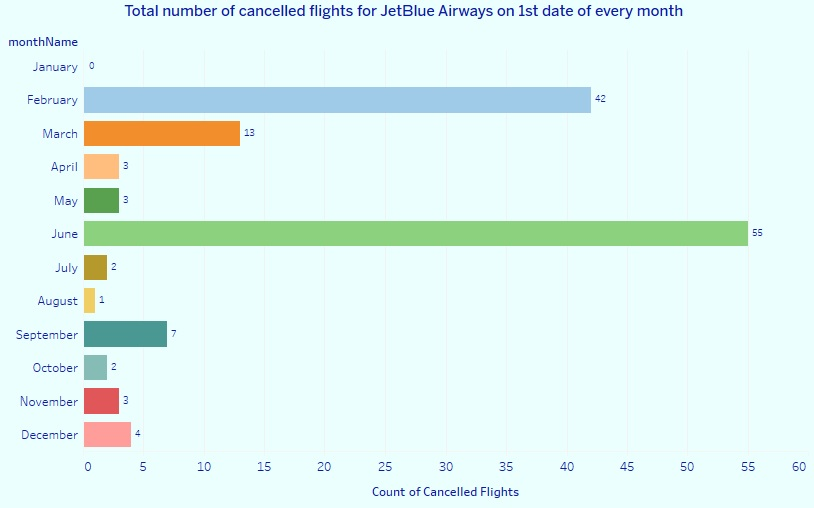 Total number of cancelled flights for JetBlue Airways on 1st date of every month
monthName
January 0
February 42
March 13
April 3
May 3
June 55
July 2
August 1
September 7
October 2
November 3
December 4
0 5 10 15 20 25 30 35 40 45 50 55 60
Count of Cancelled Flights